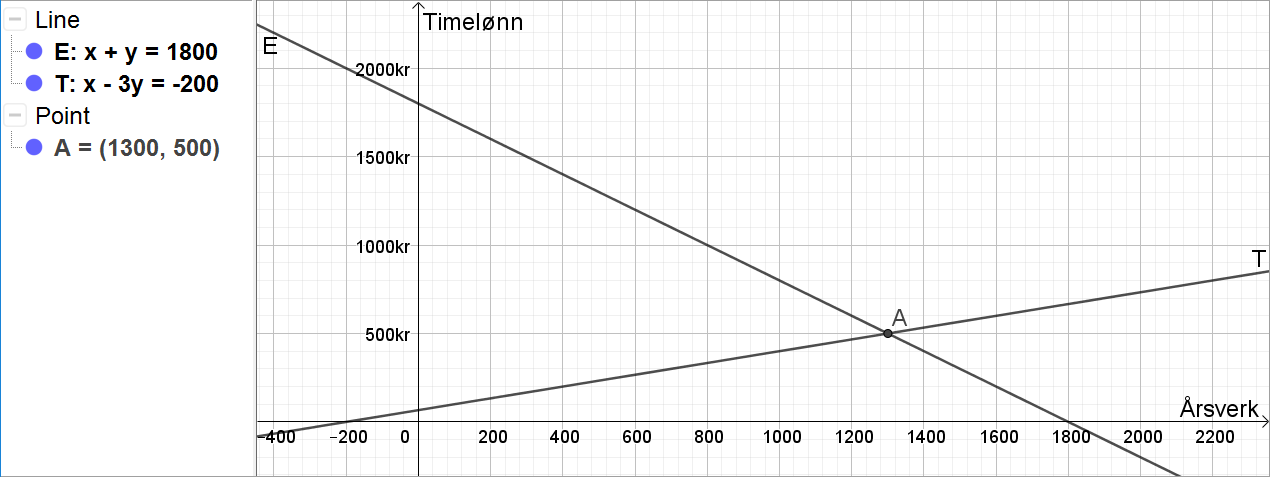 Line
E: x + y = 1800
T: x - 3y = -200
Point
A = (1300, 500)
Timelønn
E
2000kr
1500kr
1000kr
T
A
500kr
Årsverk
−400 −200 0 200 400 600 800 1000 1200 1400 1600 1800 2000 2200